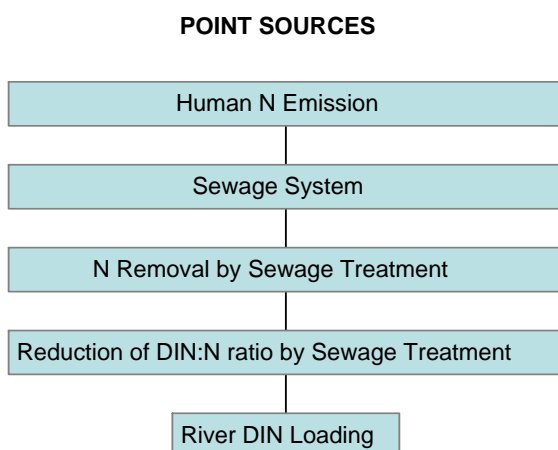 POINT SOURCES
Human N Emission
Sewage System
N Removal by Sewage Treatment
Reduction of DIN:N ratio by Sewage Treatment
River DIN Loading